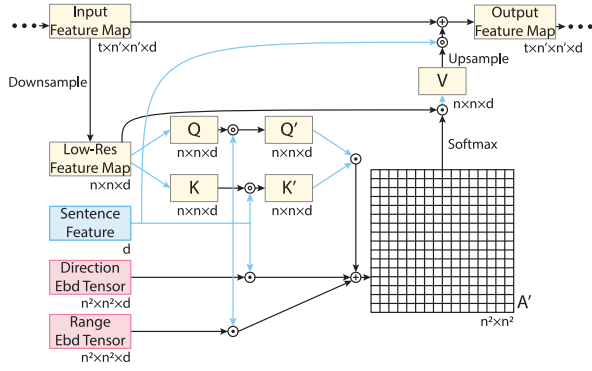 Input
Feature Map
t×n′×n′×d
Output
Feature Map
t×n′×n′×d
Downsample
Upsample
V
n×n×d
Softmax
Low-Res
Feature Map
n×n×d
Q
n×n×d
Q'
n×n×d
K
n×n×d
K'
n×n×d
Sentence
Feature
d
Direction
Ebd Tensor
n²×n²×d
Range
Ebd Tensor
n²×n²×d
A'
n²×n²